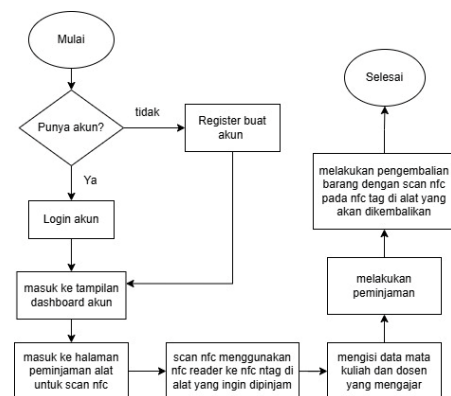 Mulai
Punya akun?
tidak
Register buat
akun
Ya
Login akun
masuk ke tampilan
dashboard akun
masuk ke halaman
peminjaman alat
untuk scan nfc
scan nfc menggunakan
nfc reader ke nfc ntag di
alat yang ingin dipinjam
mengisi data mata
kuliah dan dosen
yang mengajar
melakukan
peminjaman
melakukan pengembalian
barang dengan scan nfc
pada nfc tag di alat yang
akan dikembalikan
Selesai